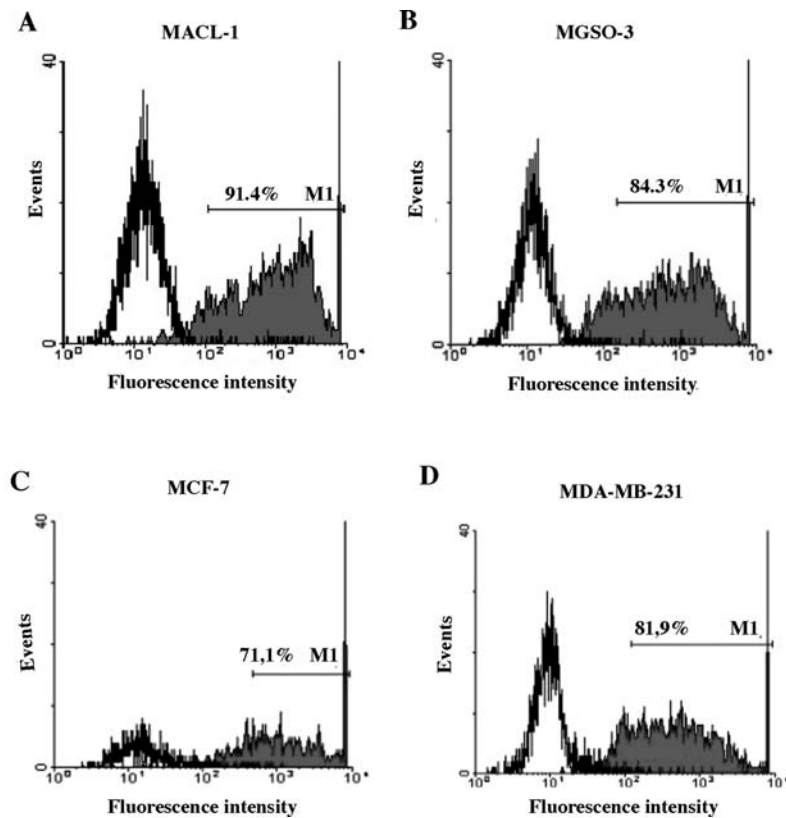 A
MACL-1
40
Events
0
91.4% M1
10⁰ 10¹ 10² 10³ 10⁴
Fluorescence intensity
B
MGSO-3
40
Events
0
84.3% M1
10⁰ 10¹ 10² 10³ 10⁴
Fluorescence intensity
C
MCF-7
40
Events
0
71,1% M1
10⁰ 10¹ 10² 10³ 10⁴
Fluorescence intensity
D
MDA-MB-231
40
Events
0
81,9% M1
10⁰ 10¹ 10² 10³ 10⁴
Fluorescence intensity